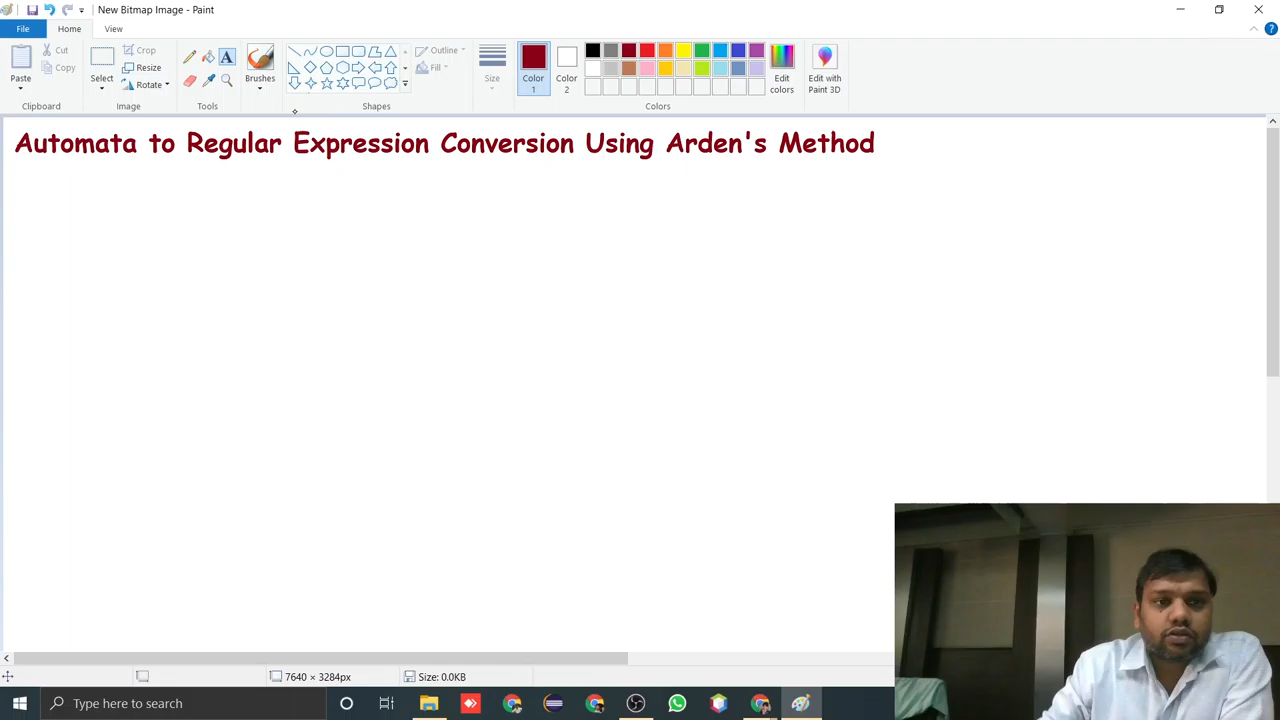 New Bitmap Image - Paint
File Home View
Paste
Cut
Copy
Clipboard
Select
Crop
Resize
Rotate
Image
A
Tools
Brushes
Shapes
Outline
Fill
Size
Color 1
Color 2
Colors
Edit colors
Edit with Paint 3D
Automata to Regular Expression Conversion Using Arden's Method
7640 × 3284px
Size: 0.0KB
Type here to search